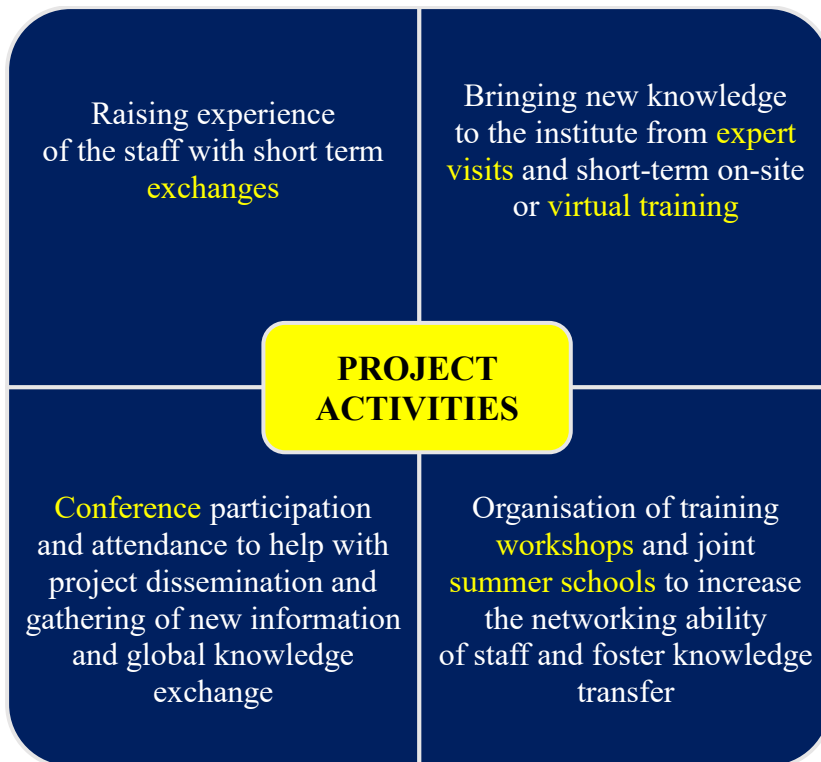 Raising experience
of the staff with short term
exchanges
Bringing new knowledge
to the institute from expert
visits and short-term on-site
or virtual training
PROJECT
ACTIVITIES
Conference participation
and attendance to help with
project dissemination and
gathering of new information
and global knowledge
exchange
Organisation of training
workshops and joint
summer schools to increase
the networking ability
of staff and foster knowledge
transfer